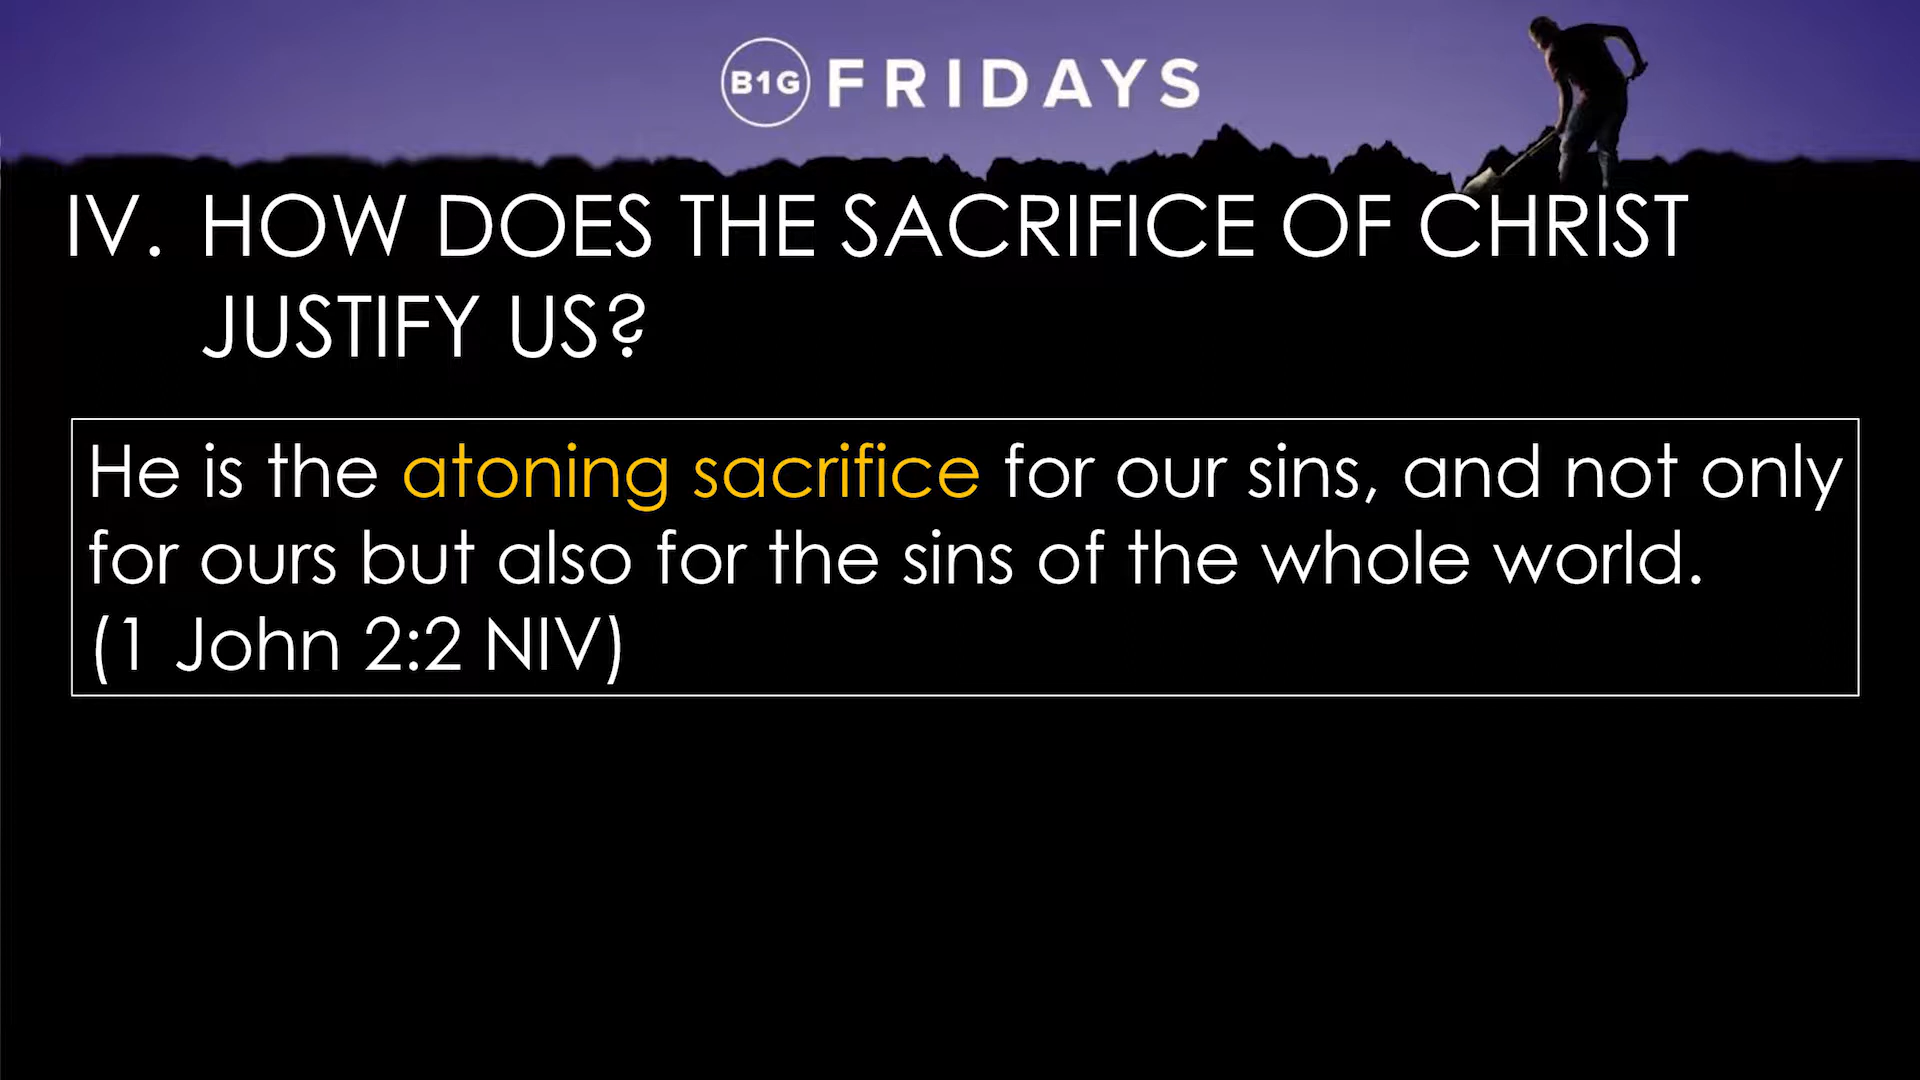 B1G FRIDAYS
IV. HOW DOES THE SACRIFICE OF CHRIST
JUSTIFY US?
He is the atoning sacrifice for our sins, and not only
for ours but also for the sins of the whole world.
(1 John 2:2 NIV)